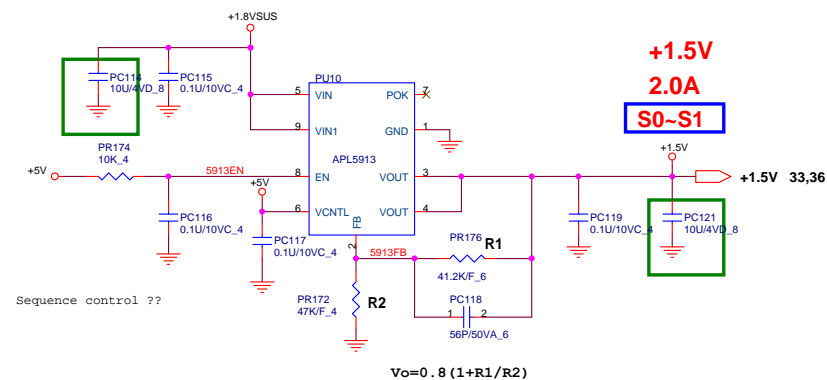 +1.8VSUS
+1.5V
2.0A
S0~S1
PC114
10U/4VD_8
PC115
0.1U/10VC_4
PU10
5
VIN
POK
7
9
VIN1
GND
1
APL5913
PR174
10K_4
+5V
5913EN
8
EN
VOUT
3
+1.5V
+1.5V 33,36
+5V
6
VCNTL
VOUT
4
FB
2
PC116
0.1U/10VC_4
PC117
0.1U/10VC_4
PC119
0.1U/10VC_4
PC121
10U/4VD_8
5913FB
PR176
R1
41.2K/F_6
PR172
47K/F_4
R2
PC118
1
2
56P/50VA_6
Sequence control ??
Vo=0.8(1+R1/R2)